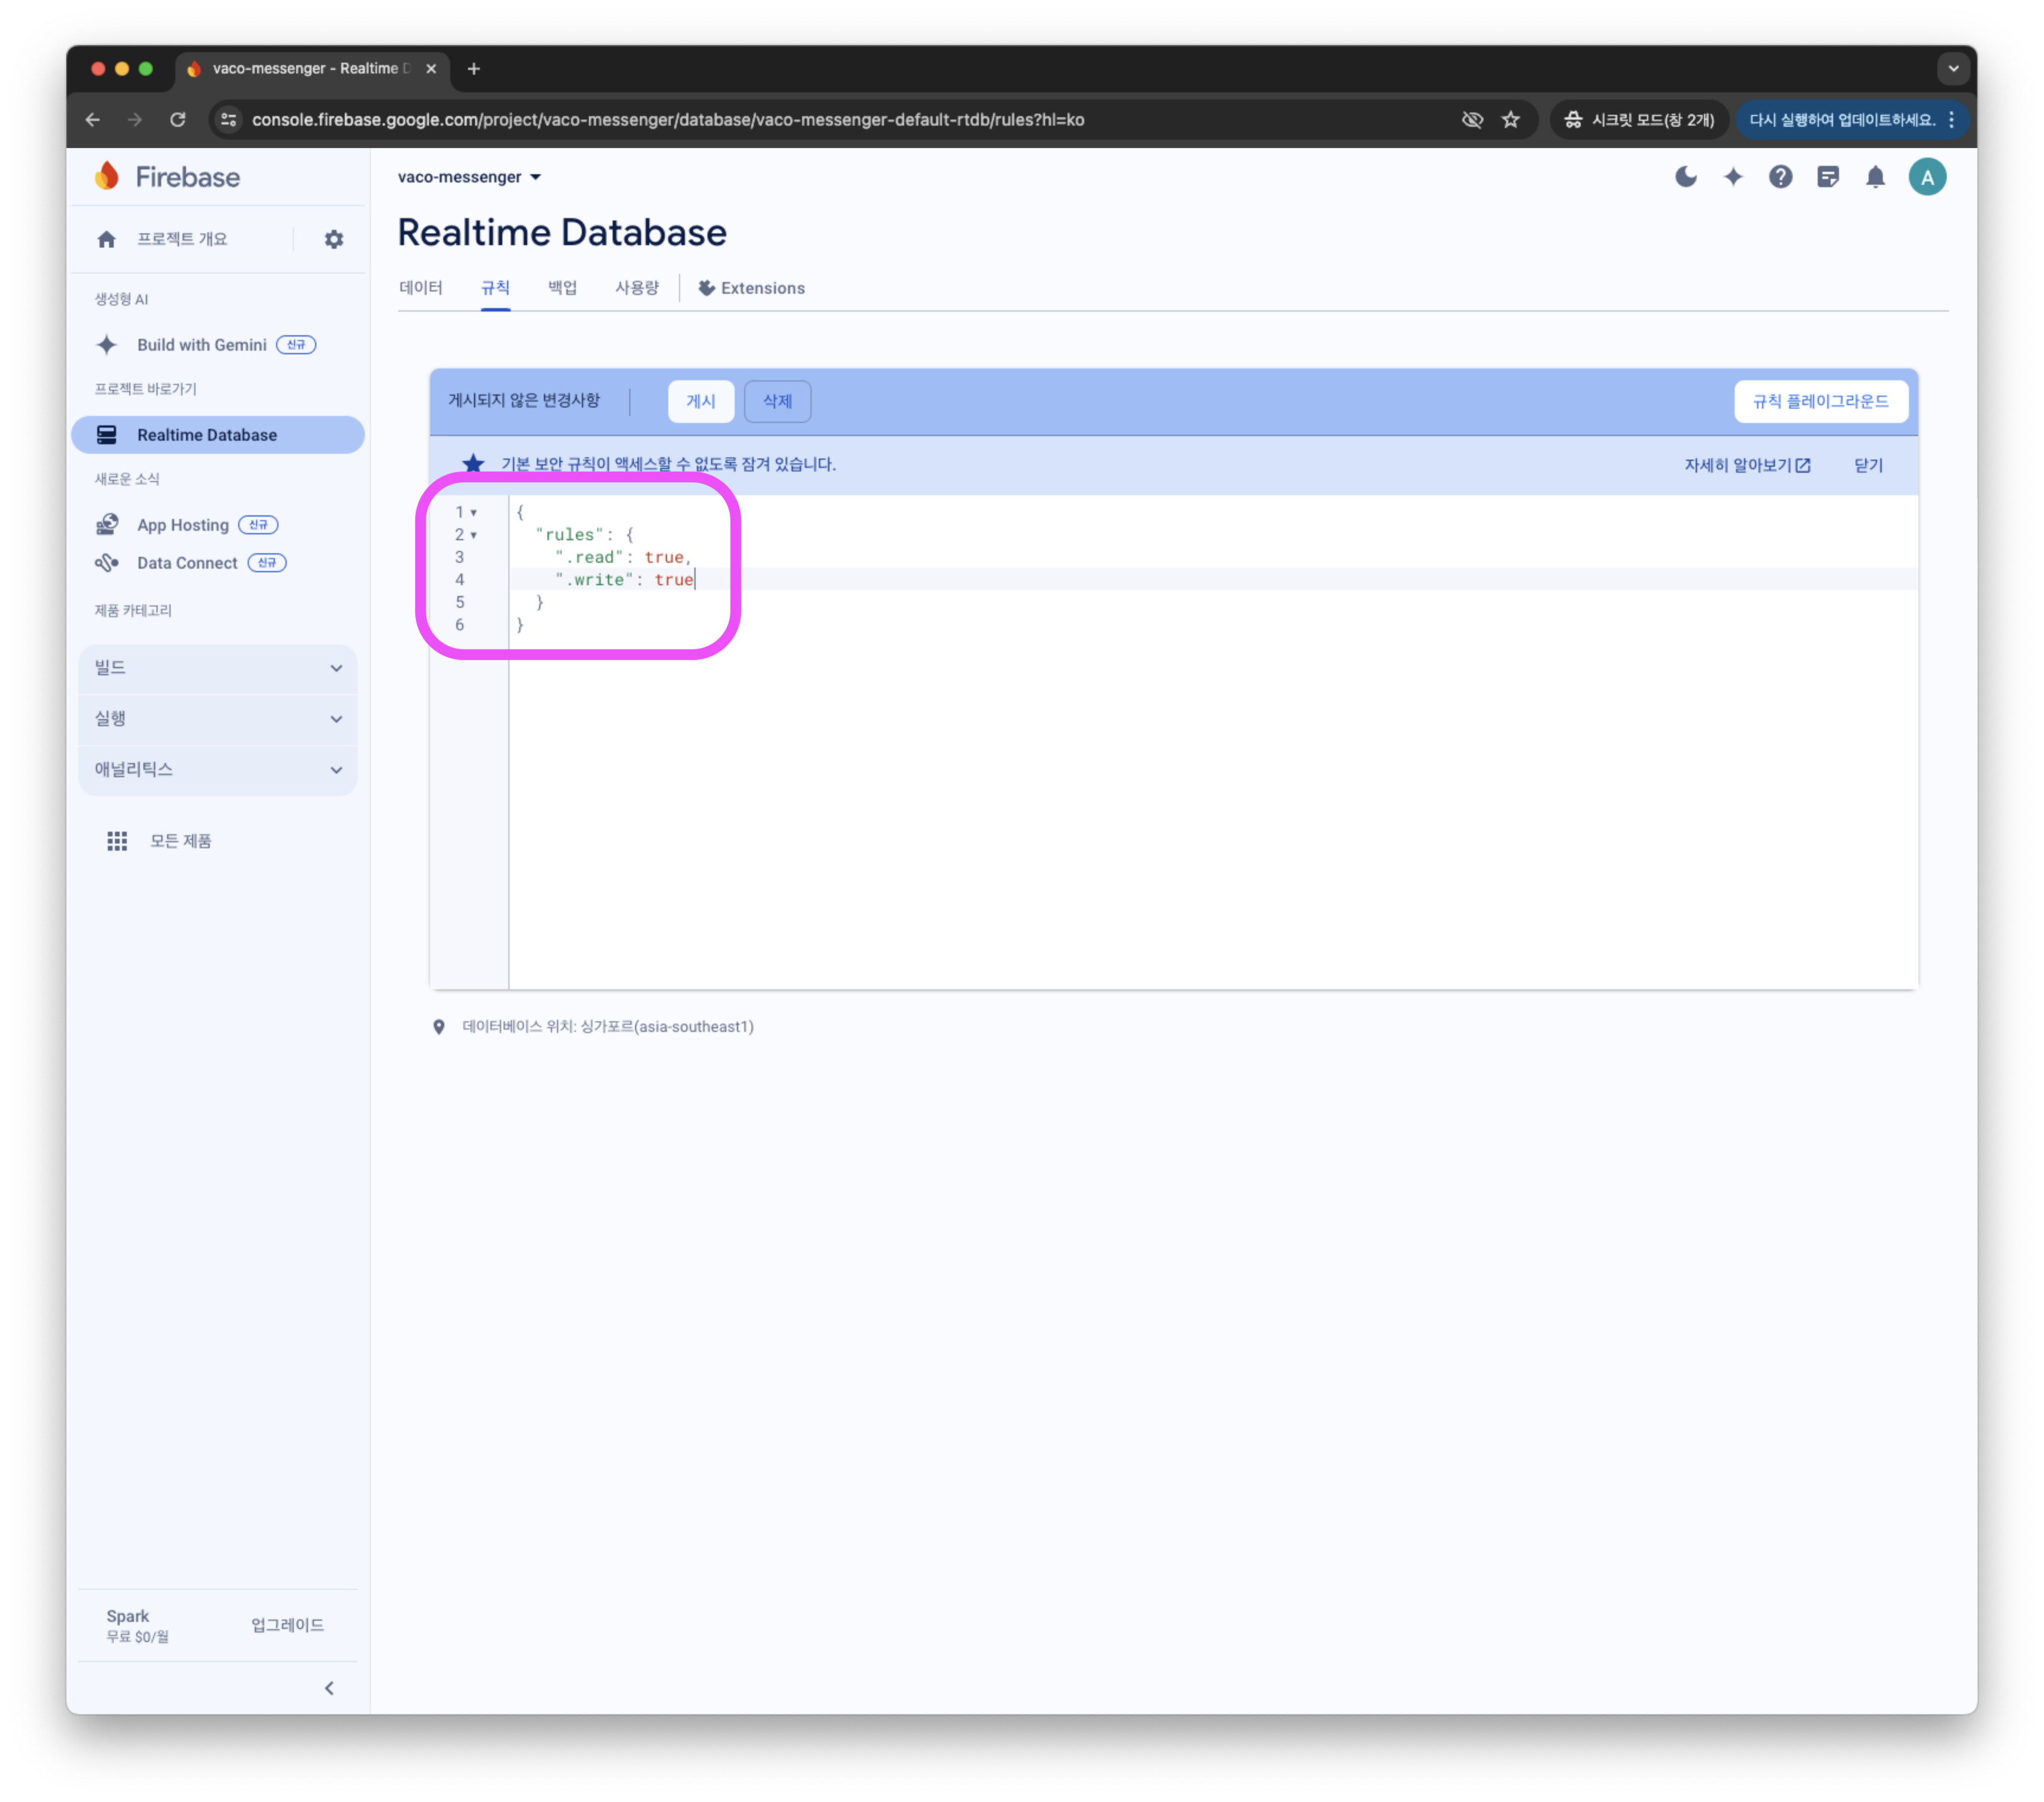 vaco-messenger - Realtime D
console.firebase.google.com/project/vaco-messenger/database/vaco-messenger-default-rtdb/rules?hl=ko
시크릿 모드(창 2개)
다시 실행하여 업데이트하세요.
Firebase
프로젝트 개요
생성형 AI
Build with Gemini 신규
프로젝트 바로가기
Realtime Database
새로운 소식
App Hosting 신규
Data Connect 신규
제품 카테고리
빌드
실행
애널리틱스
모든 제품
Spark
무료 $0/월
업그레이드
vaco-messenger
A
Realtime Database
데이터 규칙 백업 사용량 Extensions
게시되지 않은 변경사항 게시 삭제 규칙 플레이그라운드
기본 보안 규칙이 액세스할 수 없도록 잠겨 있습니다. 자세히 알아보기 닫기
1 {
2 "rules": {
3 ".read": true,
4 ".write": true
5 }
6 }
데이터베이스 위치: 싱가포르(asia-southeast1)